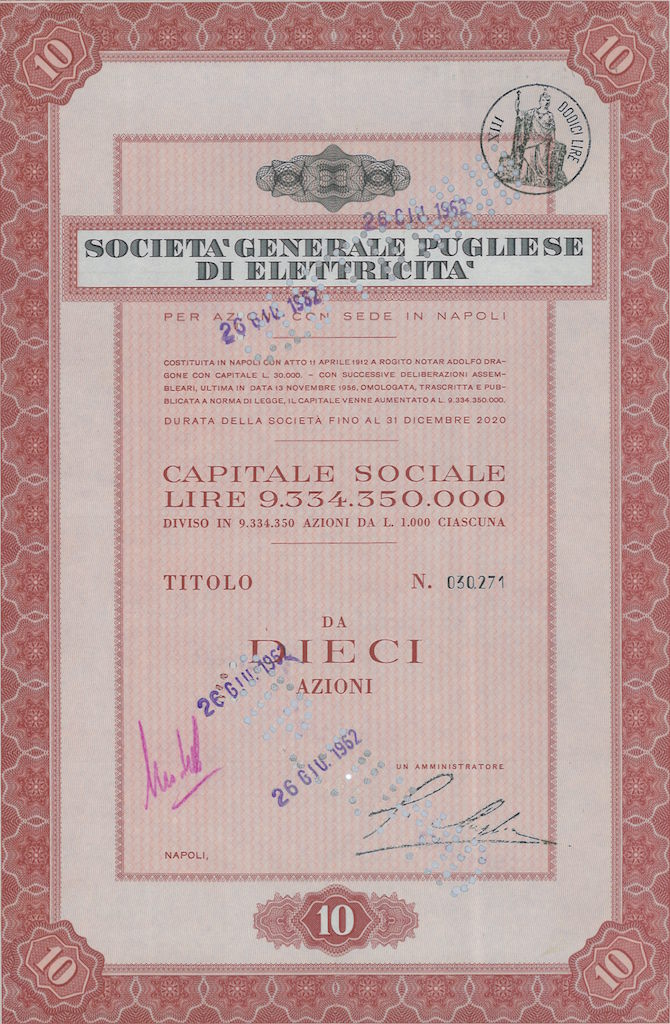 10
10
XIII DODICI LIRE
26 GIU. 1962
SOCIETA' GENERALE PUGLIESE
DI ELETTRICITA'
26 GIU. 1962
PER AZIONI CON SEDE IN NAPOLI
COSTITUITA IN NAPOLI CON ATTO 11 APRILE 1912 A ROGITO NOTAR ADOLFO DRA-
GONE CON CAPITALE L. 30.000. - CON SUCCESSIVE DELIBERAZIONI ASSEM-
BLEARI, ULTIMA IN DATA 13 NOVEMBRE 1956, OMOLOGATA, TRASCRITTA E PUB-
BLICATA A NORMA DI LEGGE, IL CAPITALE VENNE AUMENTATO A L. 9.334.350.000.
DURATA DELLA SOCIETÀ FINO AL 31 DICEMBRE 2020
CAPITALE SOCIALE
LIRE 9.334.350.000
DIVISO IN 9.334.350 AZIONI DA L. 1.000 CIASCUNA
TITOLO N. 030.271
DA
DIECI
AZIONI
26 GIU. 1962
26 GIU. 1962
UN AMMINISTRATORE
NAPOLI,
10
10
10